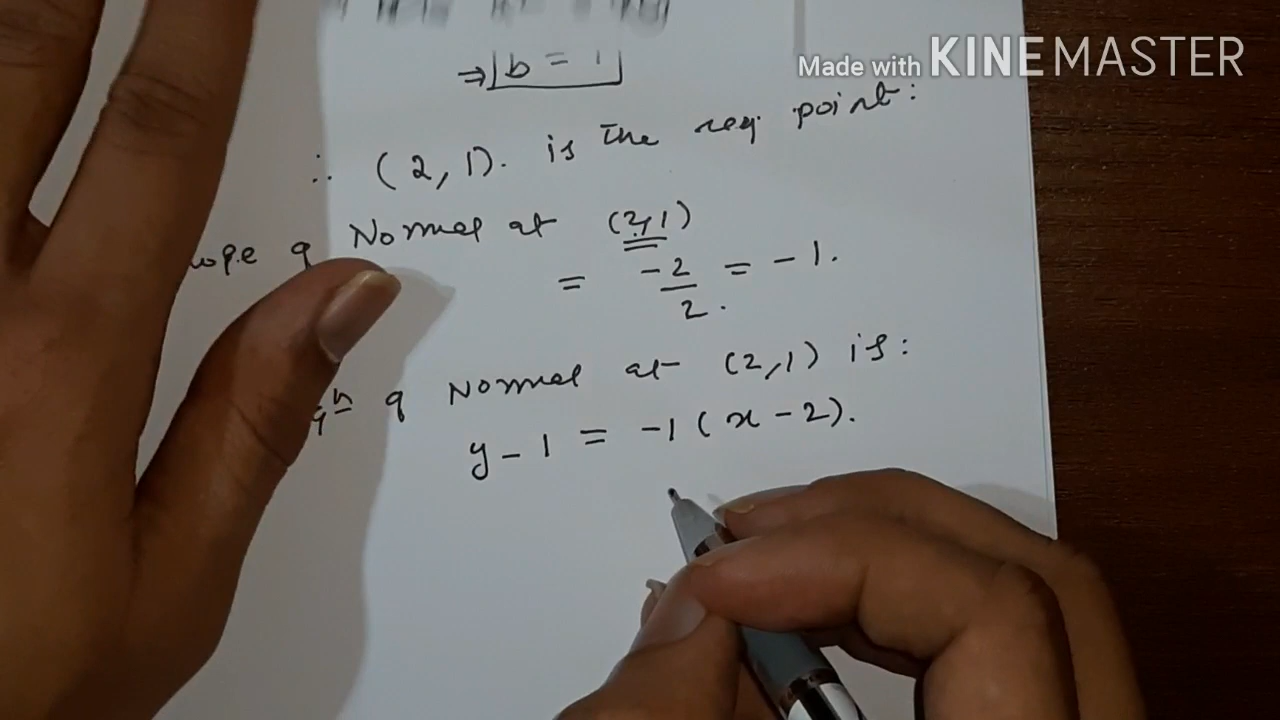 Made with KINEMASTER
⇒ b = 1
∴ (2, 1). is the req. point:
Normal at (2,1)
= -2/2 = -1.
Normal at (2,1) is:
y - 1 = -1 (x - 2).